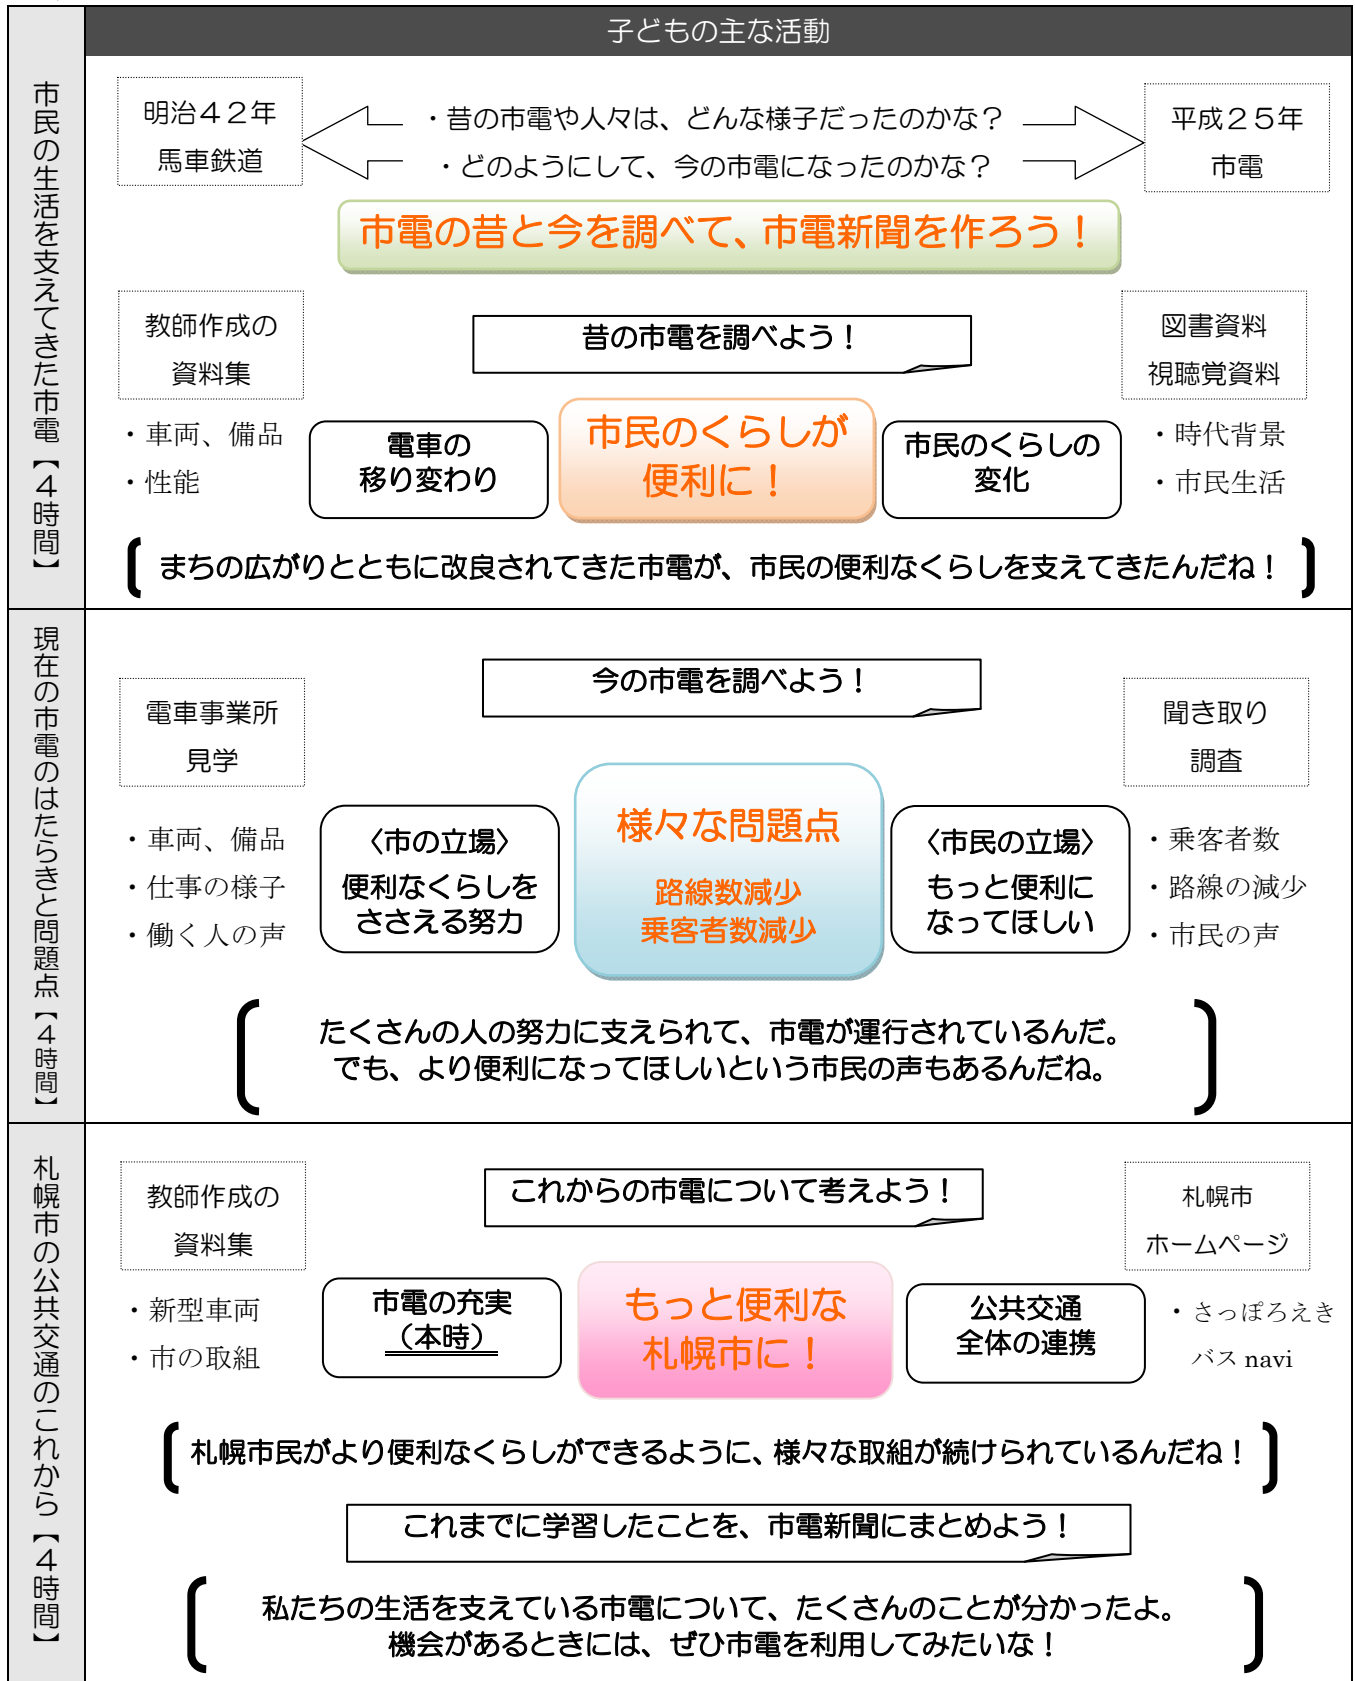 子どもの主な活動
市民の生活を支えてきた市電【４時間】
明治４２年
馬車鉄道
・昔の市電や人々は、どんな様子だったのかな？
・どのようにして、今の市電になったのかな？
平成２５年
市電
市電の昔と今を調べて、市電新聞を作ろう！
教師作成の
資料集
昔の市電を調べよう！
図書資料
視聴覚資料
・車両、備品
・性能
電車の
移り変わり
市民のくらしが
便利に！
市民のくらしの
変化
・時代背景
・市民生活
まちの広がりとともに改良されてきた市電が、市民の便利なくらしを支えてきたんだね！
現在の市電のはたらきと問題点【４時間】
今の市電を調べよう！
電車事業所
見学
聞き取り
調査
・車両、備品
・仕事の様子
・働く人の声
〈市の立場〉
便利なくらしを
ささえる努力
様々な問題点
路線数減少
乗客者数減少
〈市民の立場〉
もっと便利に
なってほしい
・乗客者数
・路線の減少
・市民の声
たくさんの人の努力に支えられて、市電が運行されているんだ。
でも、より便利になってほしいという市民の声もあるんだね。
札幌市の公共交通のこれから【４時間】
教師作成の
資料集
これからの市電について考えよう！
札幌市
ホームページ
・新型車両
・市の取組
市電の充実
（本時）
もっと便利な
札幌市に！
公共交通
全体の連携
・さっぽろえき
バス navi
札幌市民がより便利なくらしができるように、様々な取組が続けられているんだね！
これまでに学習したことを、市電新聞にまとめよう！
私たちの生活を支えている市電について、たくさんのことが分かったよ。
機会があるときには、ぜひ市電を利用してみたいな！